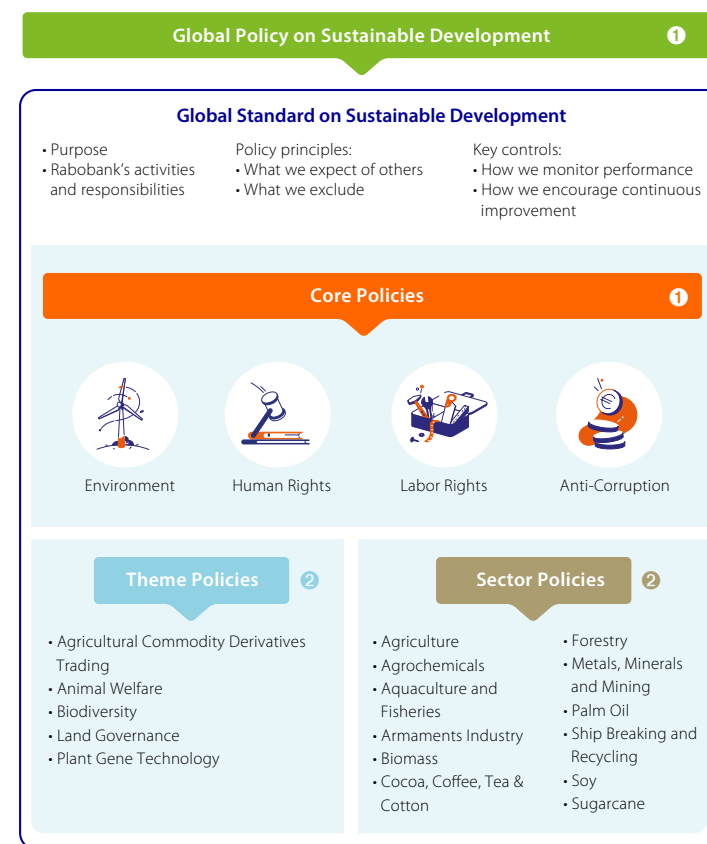 Global Policy on Sustainable Development ❶
Global Standard on Sustainable Development
• Purpose
• Rabobank's activities
and responsibilities
Policy principles:
• What we expect of others
• What we exclude
Key controls:
• How we monitor performance
• How we encourage continuous
improvement
Core Policies ❶
€
Environment
Human Rights
Labor Rights
Anti-Corruption
Theme Policies ❷
• Agricultural Commodity Derivatives
Trading
• Animal Welfare
• Biodiversity
• Land Governance
• Plant Gene Technology
Sector Policies ❷
• Agriculture
• Agrochemicals
• Aquaculture and
Fisheries
• Armaments Industry
• Biomass
• Cocoa, Coffee, Tea &
Cotton
• Forestry
• Metals, Minerals
and Mining
• Palm Oil
• Ship Breaking and
Recycling
• Soy
• Sugarcane